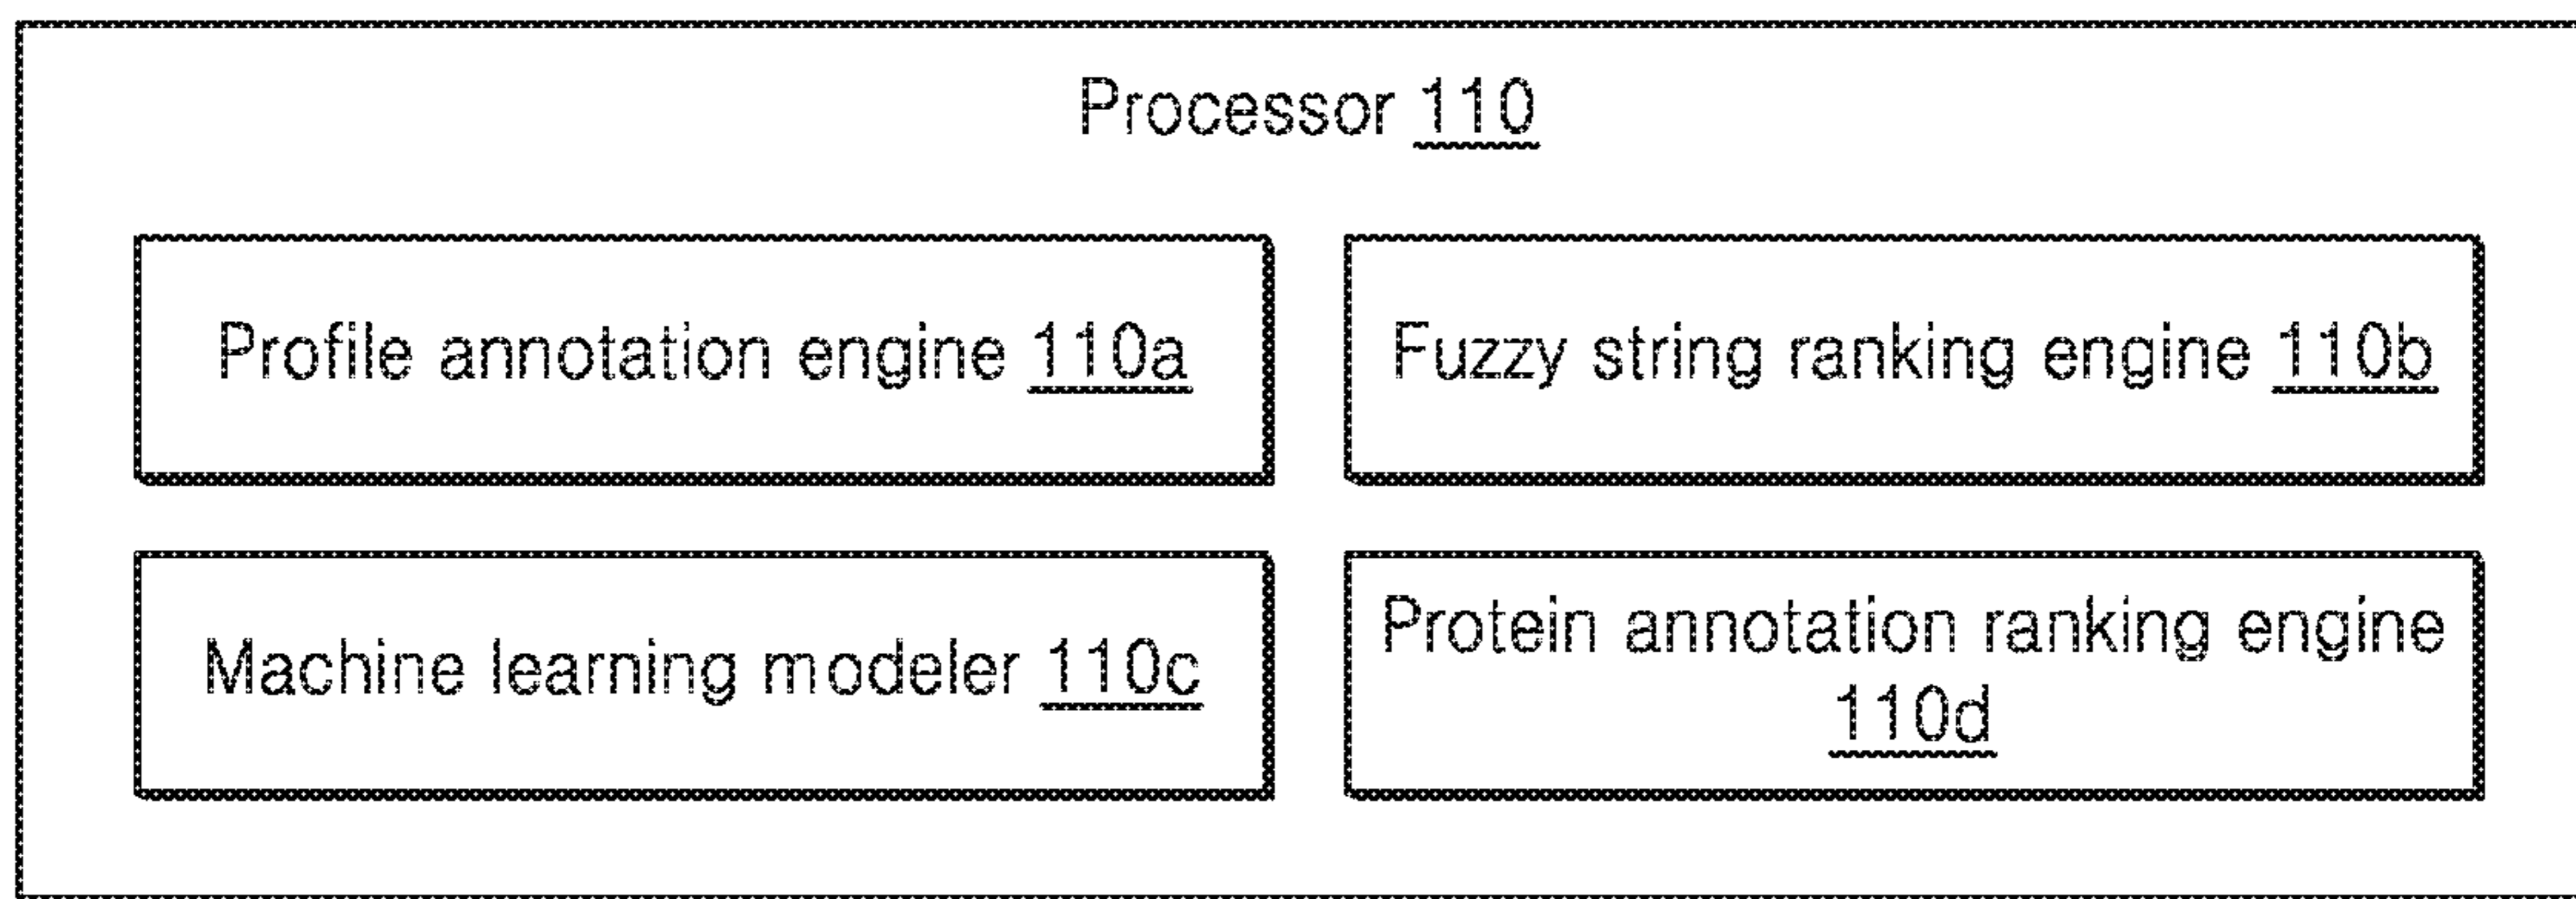 Processor 110
Profile annotation engine 110a
Fuzzy string ranking engine 110b
Machine learning modeler 110c
Protein annotation ranking engine
110d